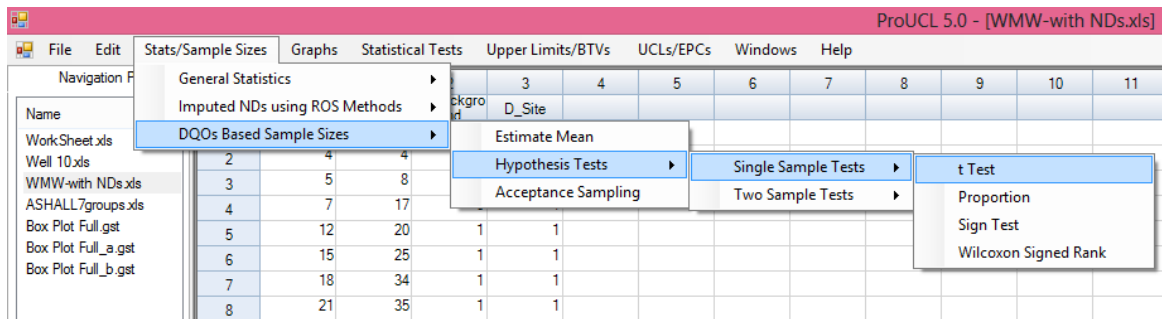 ProUCL 5.0 - [WMW-with NDs.xls]
File Edit Stats/Sample Sizes Graphs Statistical Tests Upper Limits/BTVs UCLs/EPCs Windows Help
Navigation P General Statistics 3 4 5 6 7 8 9 10 11
Name Imputed NDs using ROS Methods ckgro D_Site
WorkSheet.xls DQOs Based Sample Sizes Estimate Mean
Well 10.xls 2 4 4 Hypothesis Tests Single Sample Tests t Test
WMW-with NDs.xls 3 5 8 Acceptance Sampling Two Sample Tests Proportion
ASHALL7groups.xls 4 7 17 Sign Test
Box Plot Full.gst 5 12 20 1 1 Wilcoxon Signed Rank
Box Plot Full_a.gst 6 15 25 1 1
Box Plot Full_b.gst 7 18 34 1 1
8 21 35 1 1